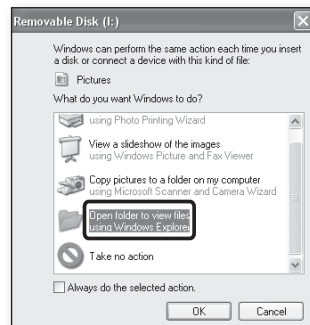 Removable Disk (I:)
Windows can perform the same action each time you insert
a disk or connect a device with this kind of file:
Pictures
What do you want Windows to do?
using Photo Printing Wizard
View a slideshow of the images
using Windows Picture and Fax Viewer
Copy pictures to a folder on my computer
using Microsoft Scanner and Camera Wizard
Open folder to view files
using Windows Explorer
Take no action
Always do the selected action.
OK
Cancel